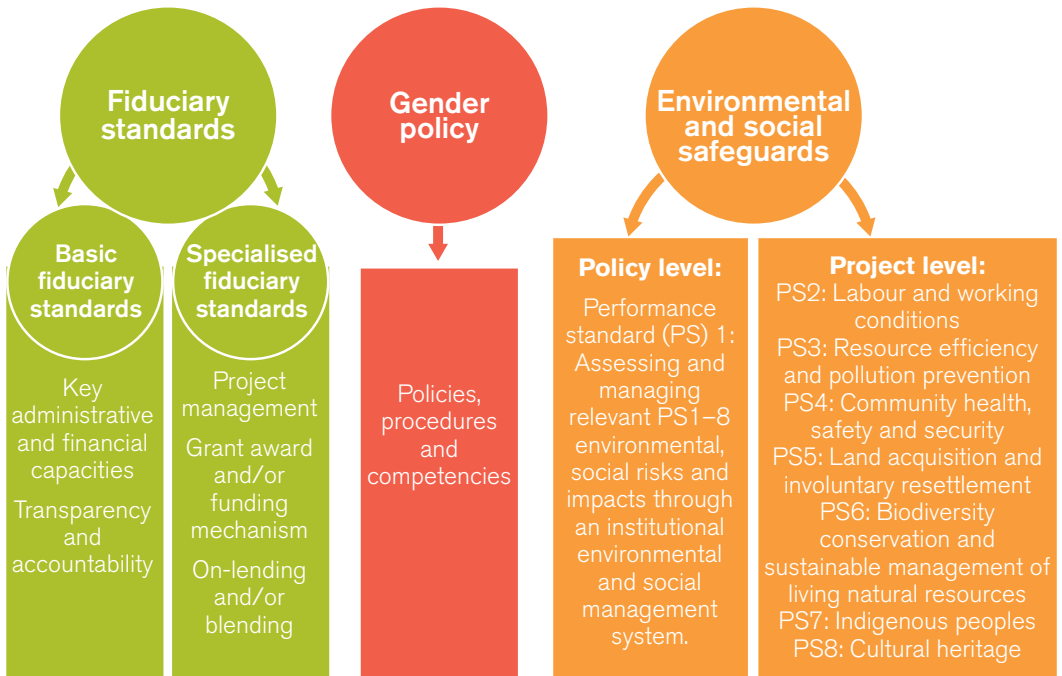 Fiduciary
standards
Gender
policy
Environmental
and social
safeguards
Basic
fiduciary
standards
Key
administrative
and financial
capacities
Transparency
and
accountability
Specialised
fiduciary
standards
Project
management
Grant award
and/or
funding
mechanism
On-lending
and/or
blending
Policies,
procedures
and
competencies
Policy level:
Performance
standard (PS) 1:
Assessing and
managing
relevant PS1–8
environmental,
social risks and
impacts through
an institutional
environmental
and social
management
system.
Project level:
PS2: Labour and working
conditions
PS3: Resource efficiency
and pollution prevention
PS4: Community health,
safety and security
PS5: Land acquisition and
involuntary resettlement
PS6: Biodiversity
conservation and
sustainable management of
living natural resources
PS7: Indigenous peoples
PS8: Cultural heritage